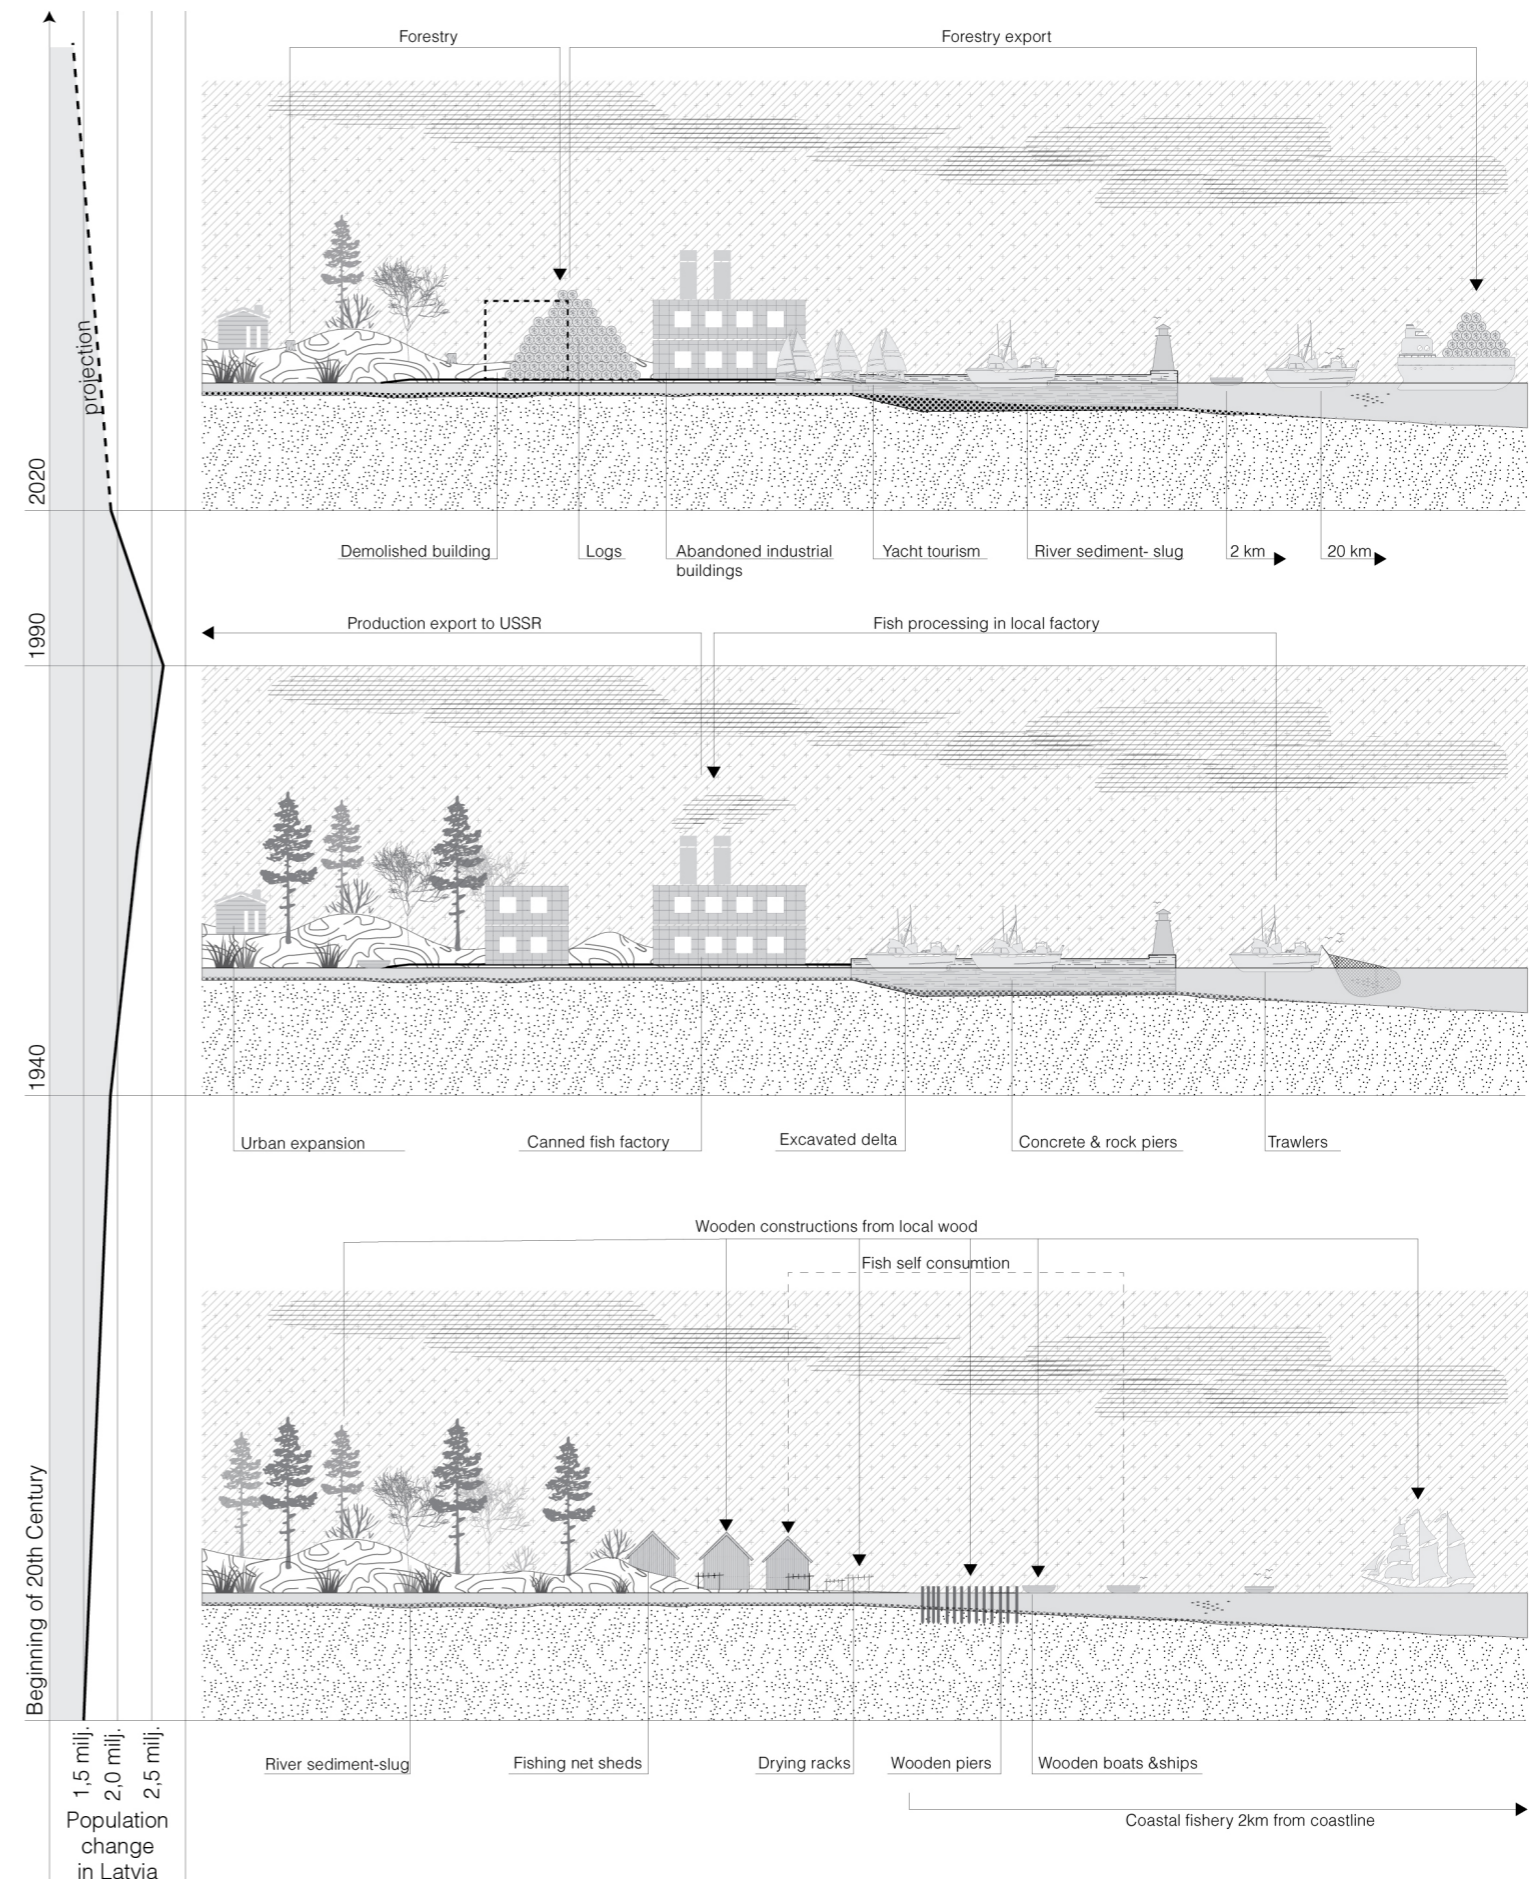 Forestry
Forestry export
projection
2020
Demolished building
Logs
Abandoned industrial
buildings
Yacht tourism
River sediment- slug
2 km
20 km
1990
Production export to USSR
Fish processing in local factory
1940
Urban expansion
Canned fish factory
Excavated delta
Concrete & rock piers
Trawlers
Wooden constructions from local wood
Fish self consumtion
Beginning of 20th Century
River sediment-slug
Fishing net sheds
Drying racks
Wooden piers
Wooden boats &ships
Coastal fishery 2km from coastline
1,5 milj.
2,0 milj.
2,5 milj.
Population
change
in Latvia